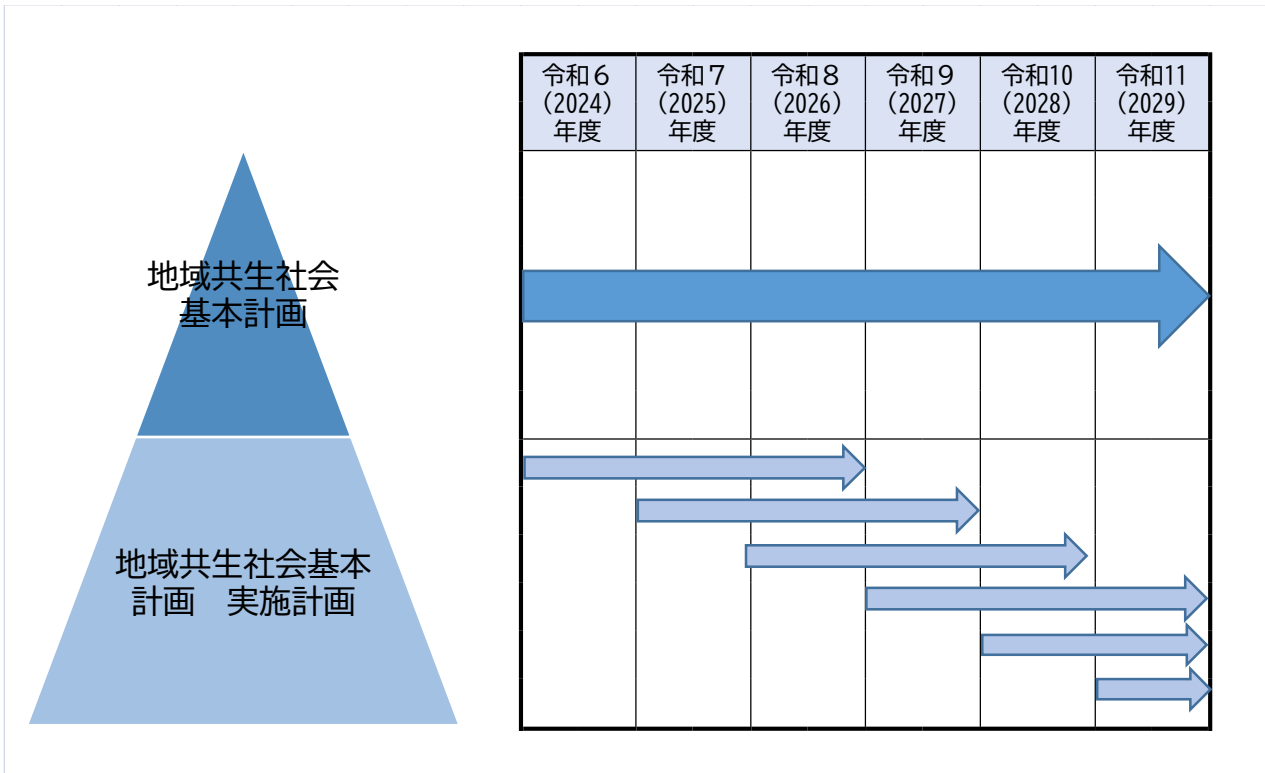 令和６
（2024）
年度
令和７
（2025）
年度
令和８
（2026）
年度
令和９
（2027）
年度
令和10
（2028）
年度
令和11
（2029）
年度
地域共生社会
基本計画
地域共生社会基本
計画　実施計画